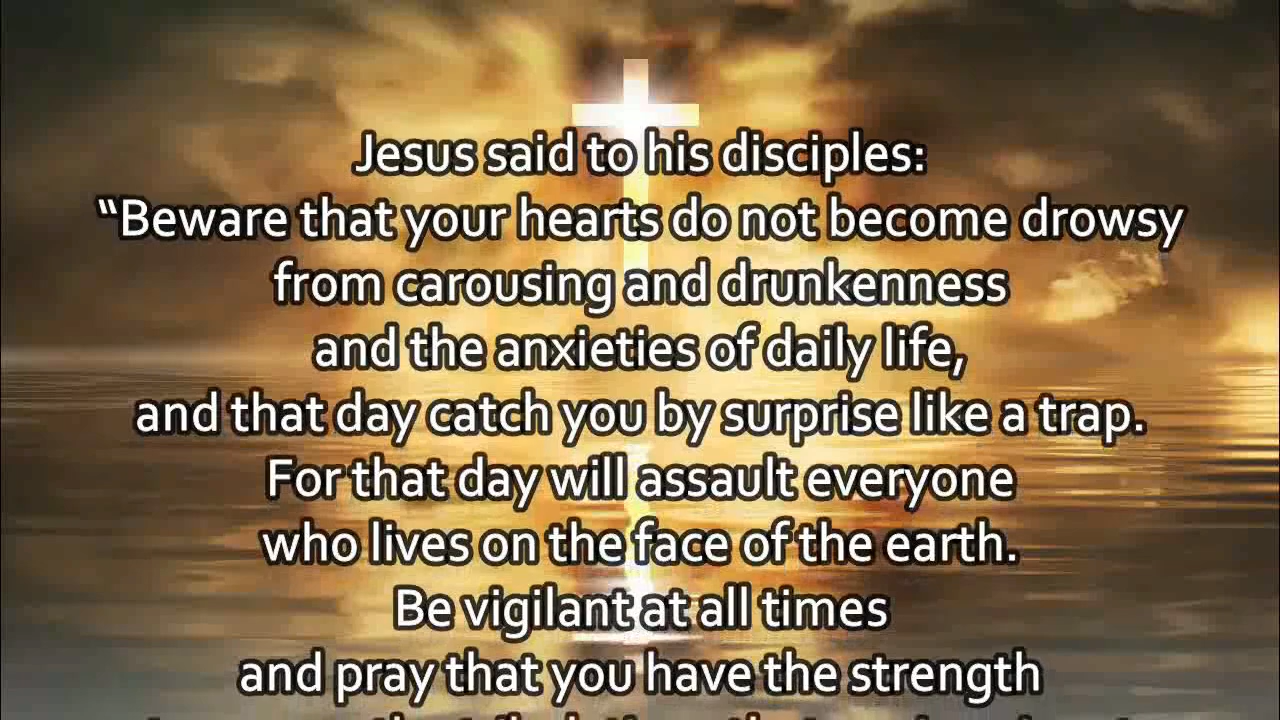 Jesus said to his disciples:
“Beware that your hearts do not become drowsy
from carousing and drunkenness
and the anxieties of daily life,
and that day catch you by surprise like a trap.
For that day will assault everyone
who lives on the face of the earth.
Be vigilant at all times
and pray that you have the strength